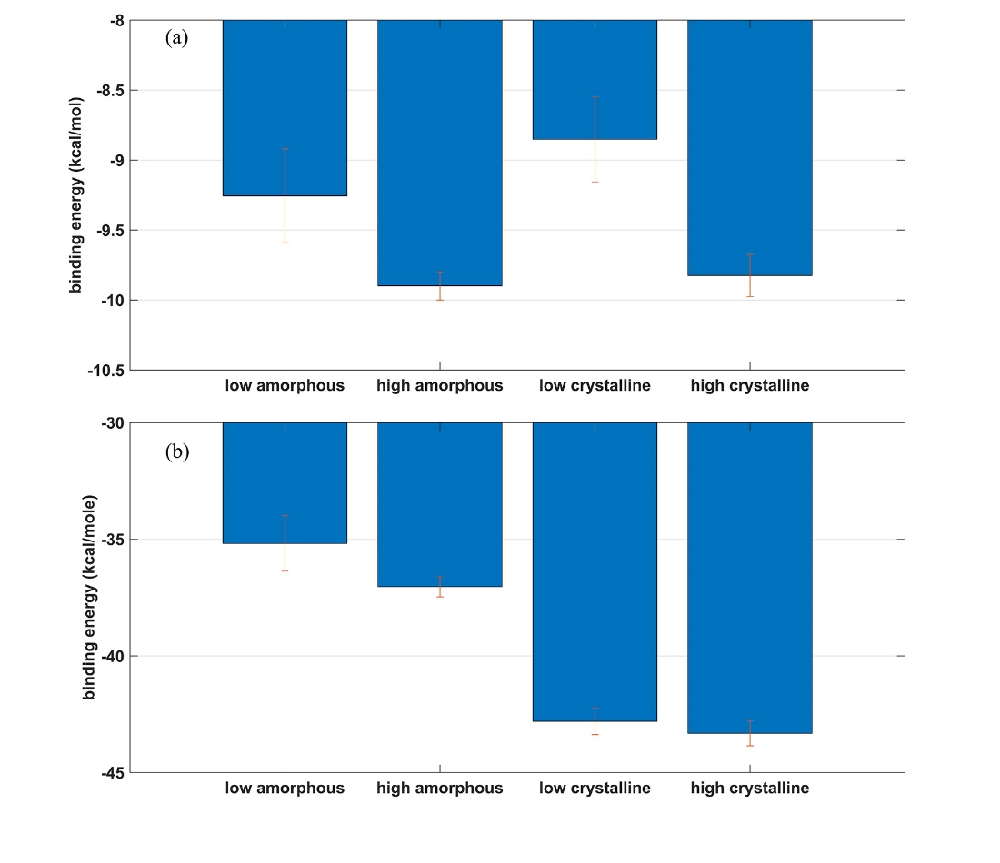 -8
(a)
-8.5
-9
-9.5
-10
-10.5
binding energy (kcal/mol)
low amorphous high amorphous low crystalline high crystalline
-30
(b)
-35
-40
-45
binding energy (kcal/mole)
low amorphous high amorphous low crystalline high crystalline